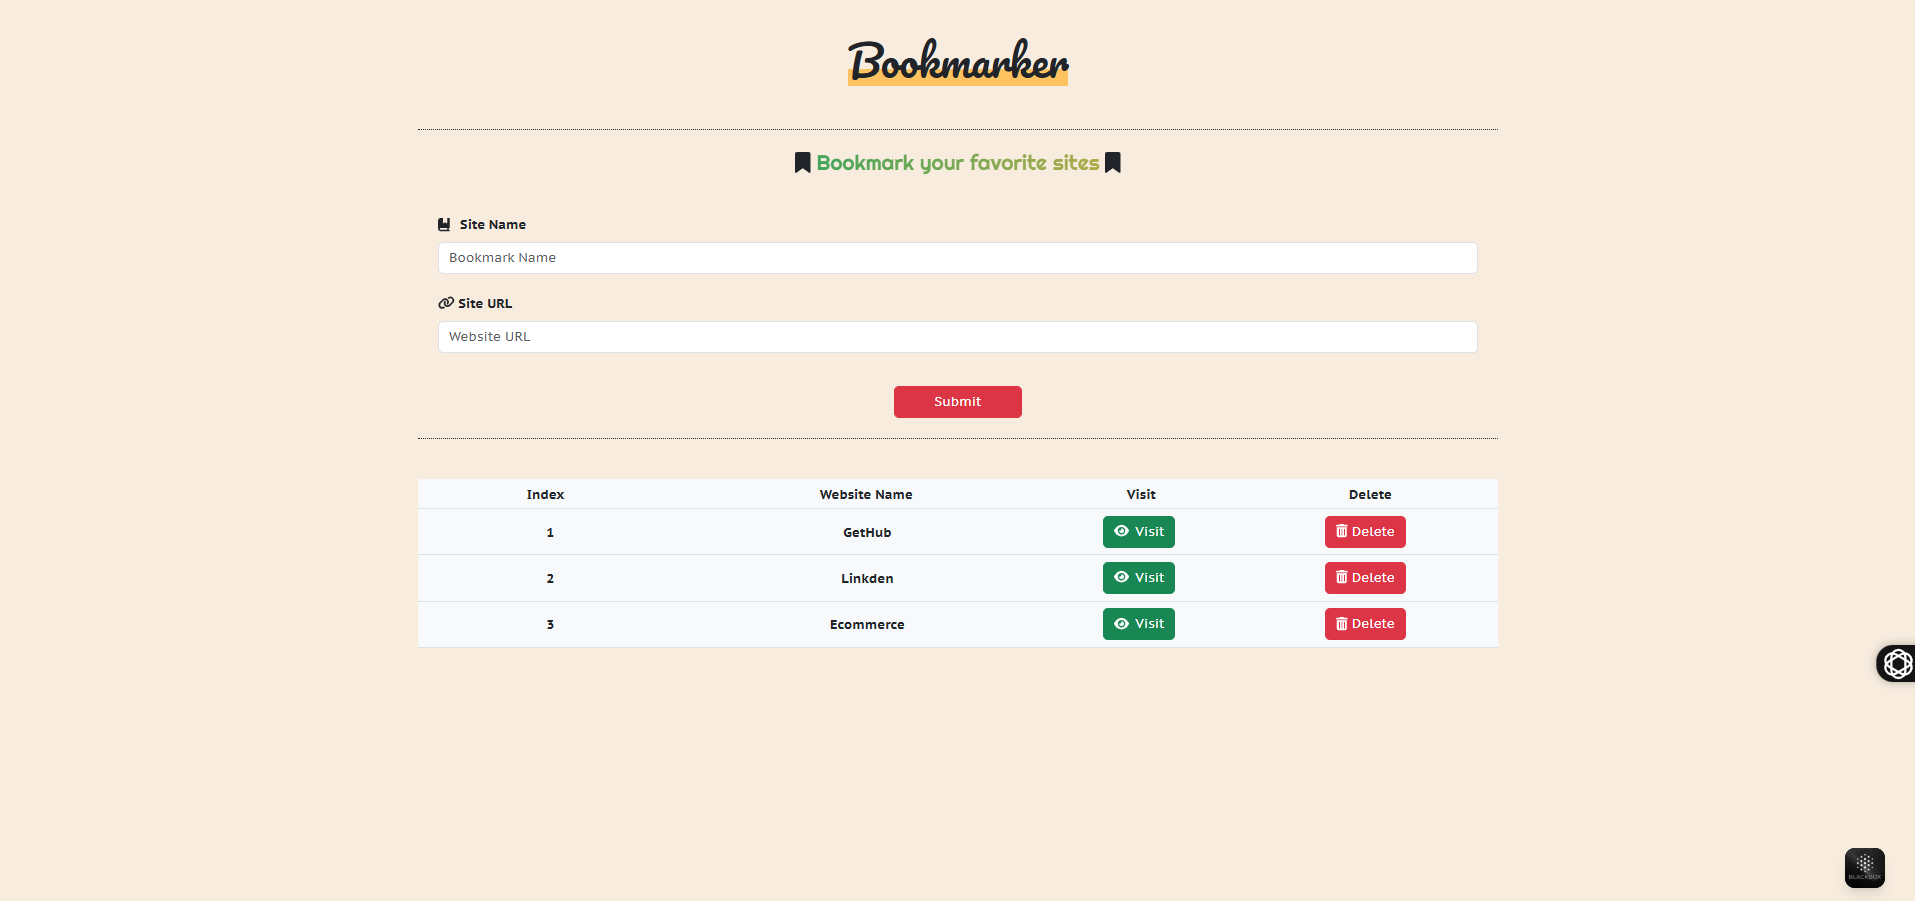 Bookmarker
Bookmark your favorite sites
Site Name
Bookmark Name
Site URL
Website URL
Submit
Index Website Name Visit Delete
1 GetHub Visit Delete
2 Linkden Visit Delete
3 Ecommerce Visit Delete
BLACKBOX